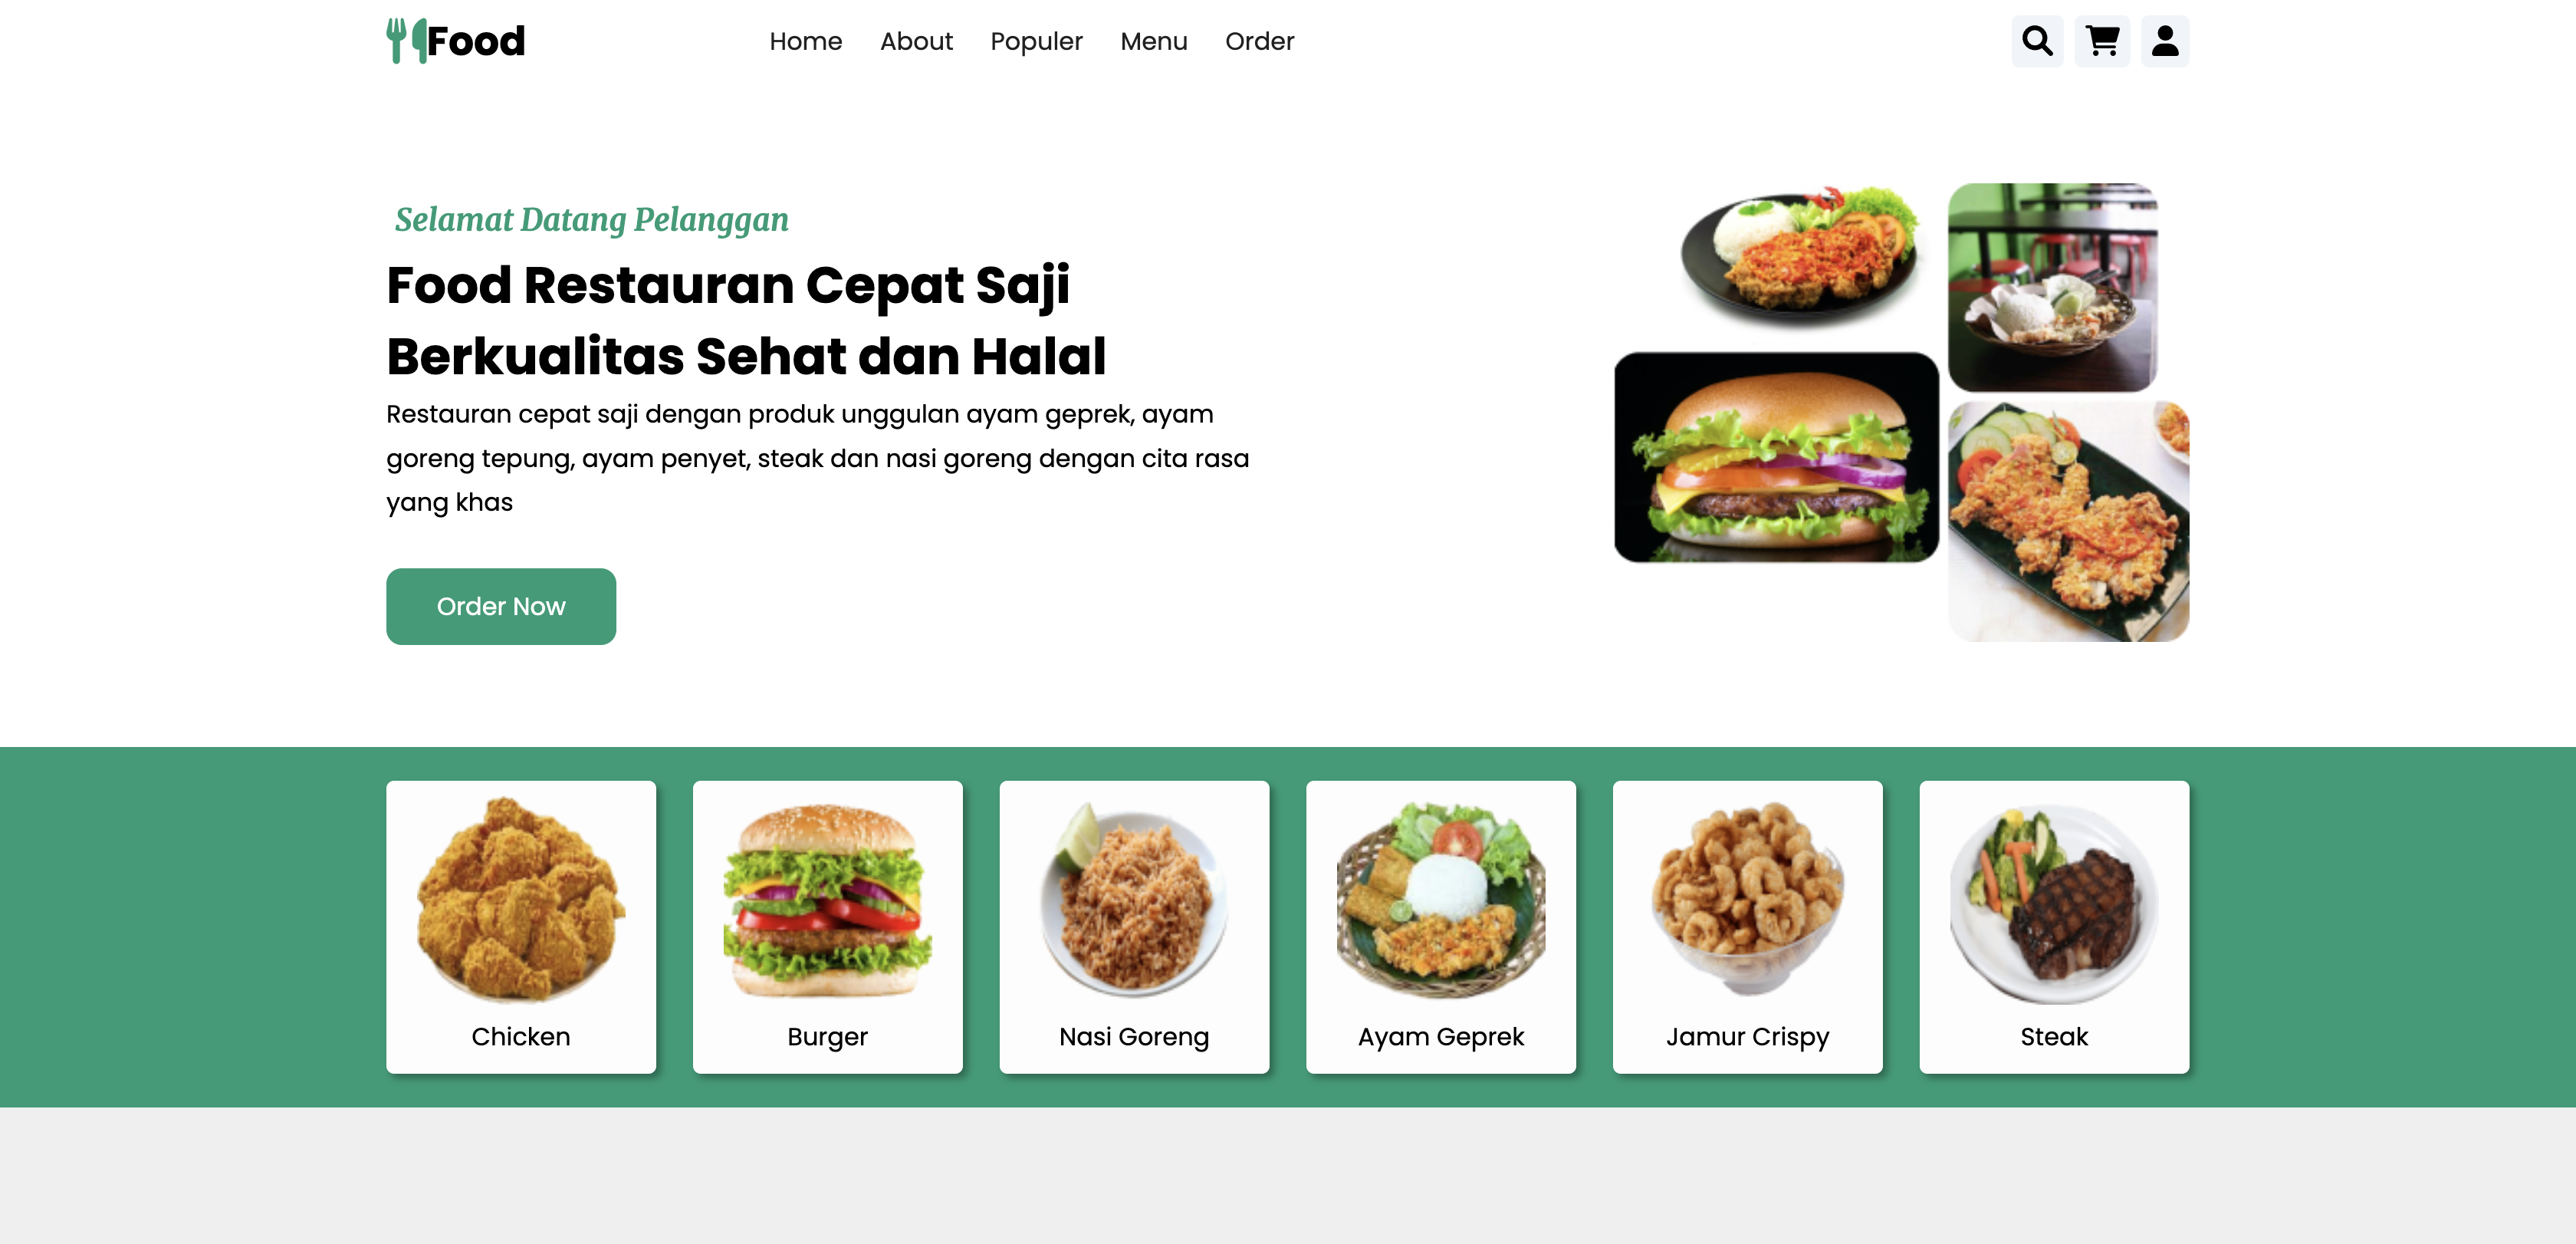 Food
Home
About
Populer
Menu
Order
Selamat Datang Pelanggan
Food Restauran Cepat Saji
Berkualitas Sehat dan Halal
Restauran cepat saji dengan produk unggulan ayam geprek, ayam
goreng tepung, ayam penyet, steak dan nasi goreng dengan cita rasa
yang khas
Order Now
Chicken
Burger
Nasi Goreng
Ayam Geprek
Jamur Crispy
Steak